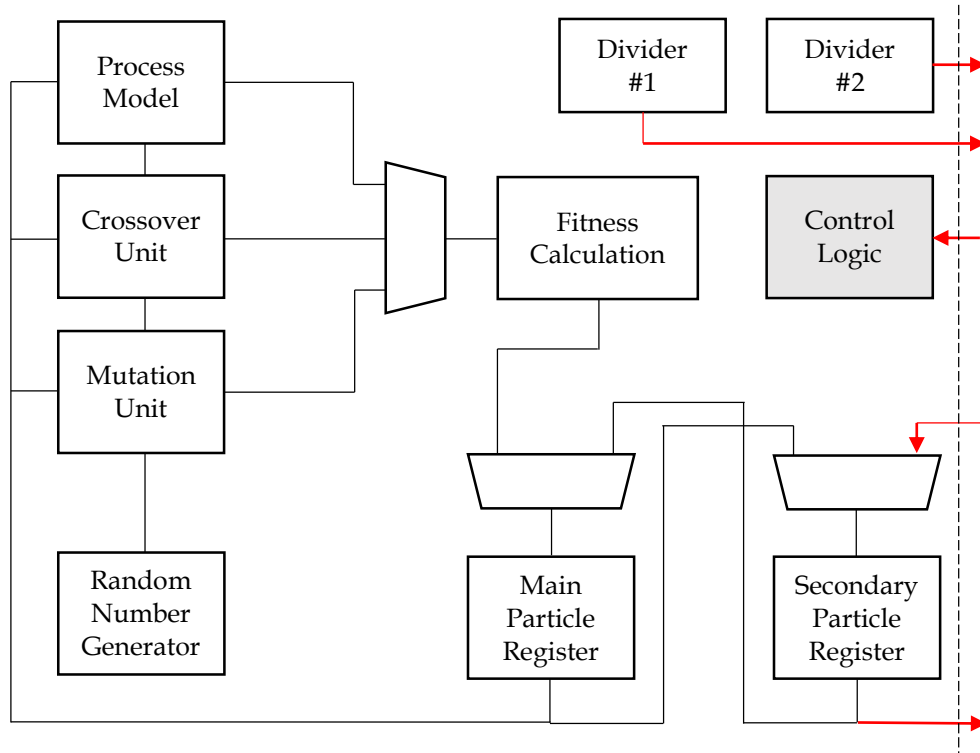 Process
Model
Divider
#1
Divider
#2
Crossover
Unit
Fitness
Calculation
Control
Logic
Mutation
Unit
Random
Number
Generator
Main
Particle
Register
Secondary
Particle
Register